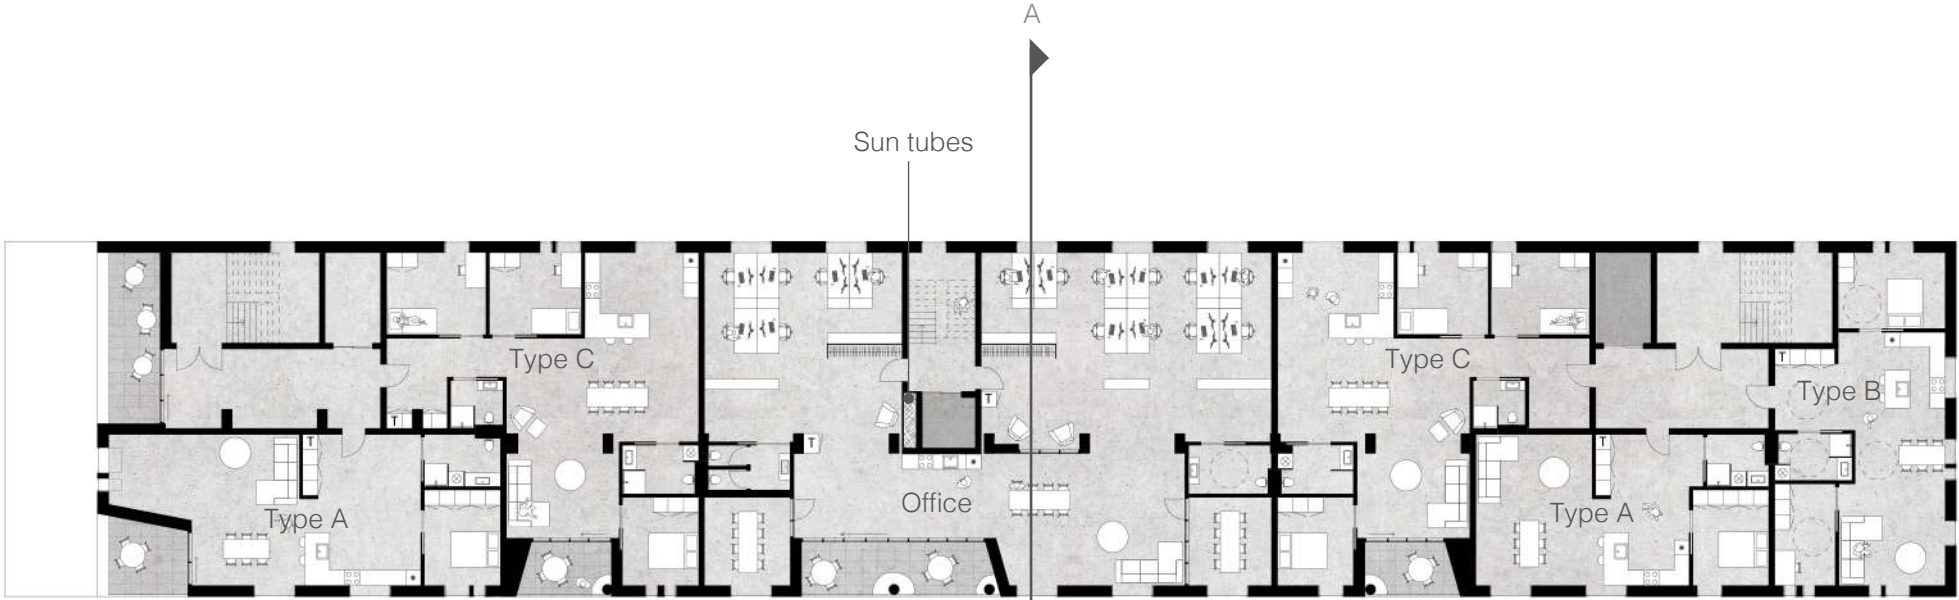 A
Sun tubes
Type C
Type C
Type B
Type A
Office
Type A
T
T
T
T
T
T